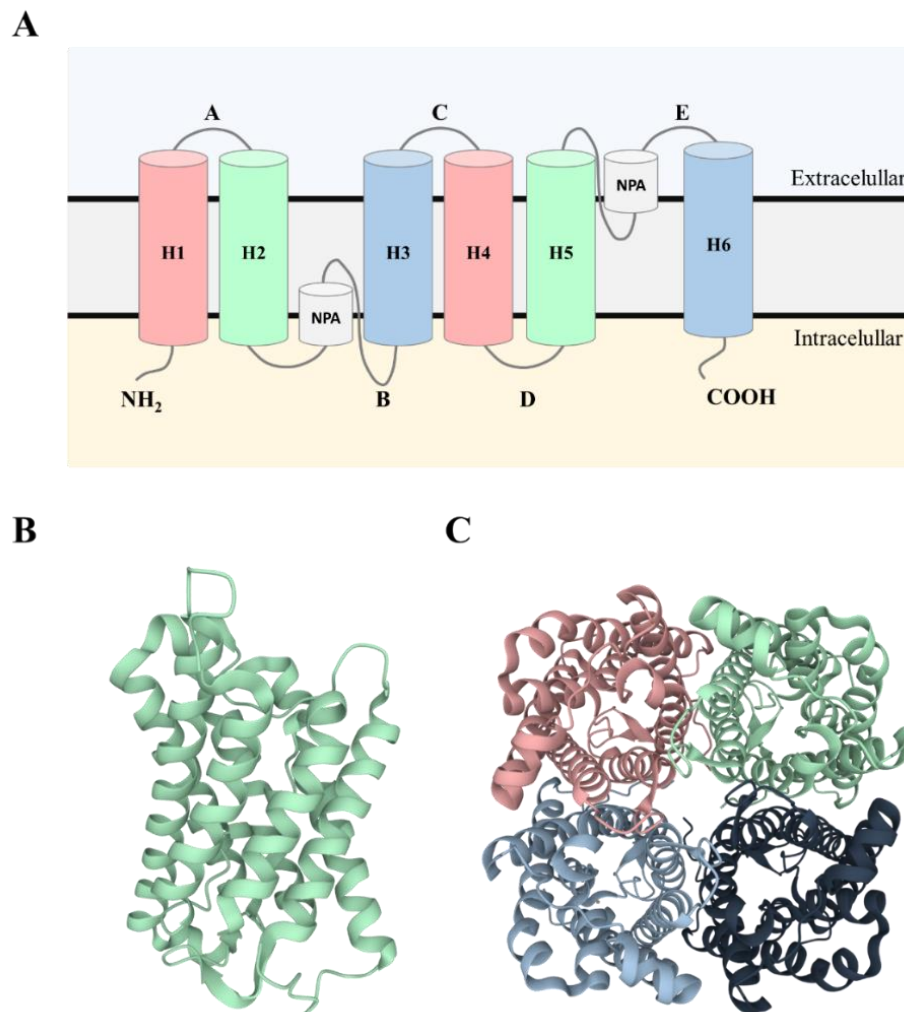 A
A C E
NPA
Extracelullar
H1 H2 H3 H4 H5 H6
NPA
Intracelullar
NH₂ B D COOH
B C